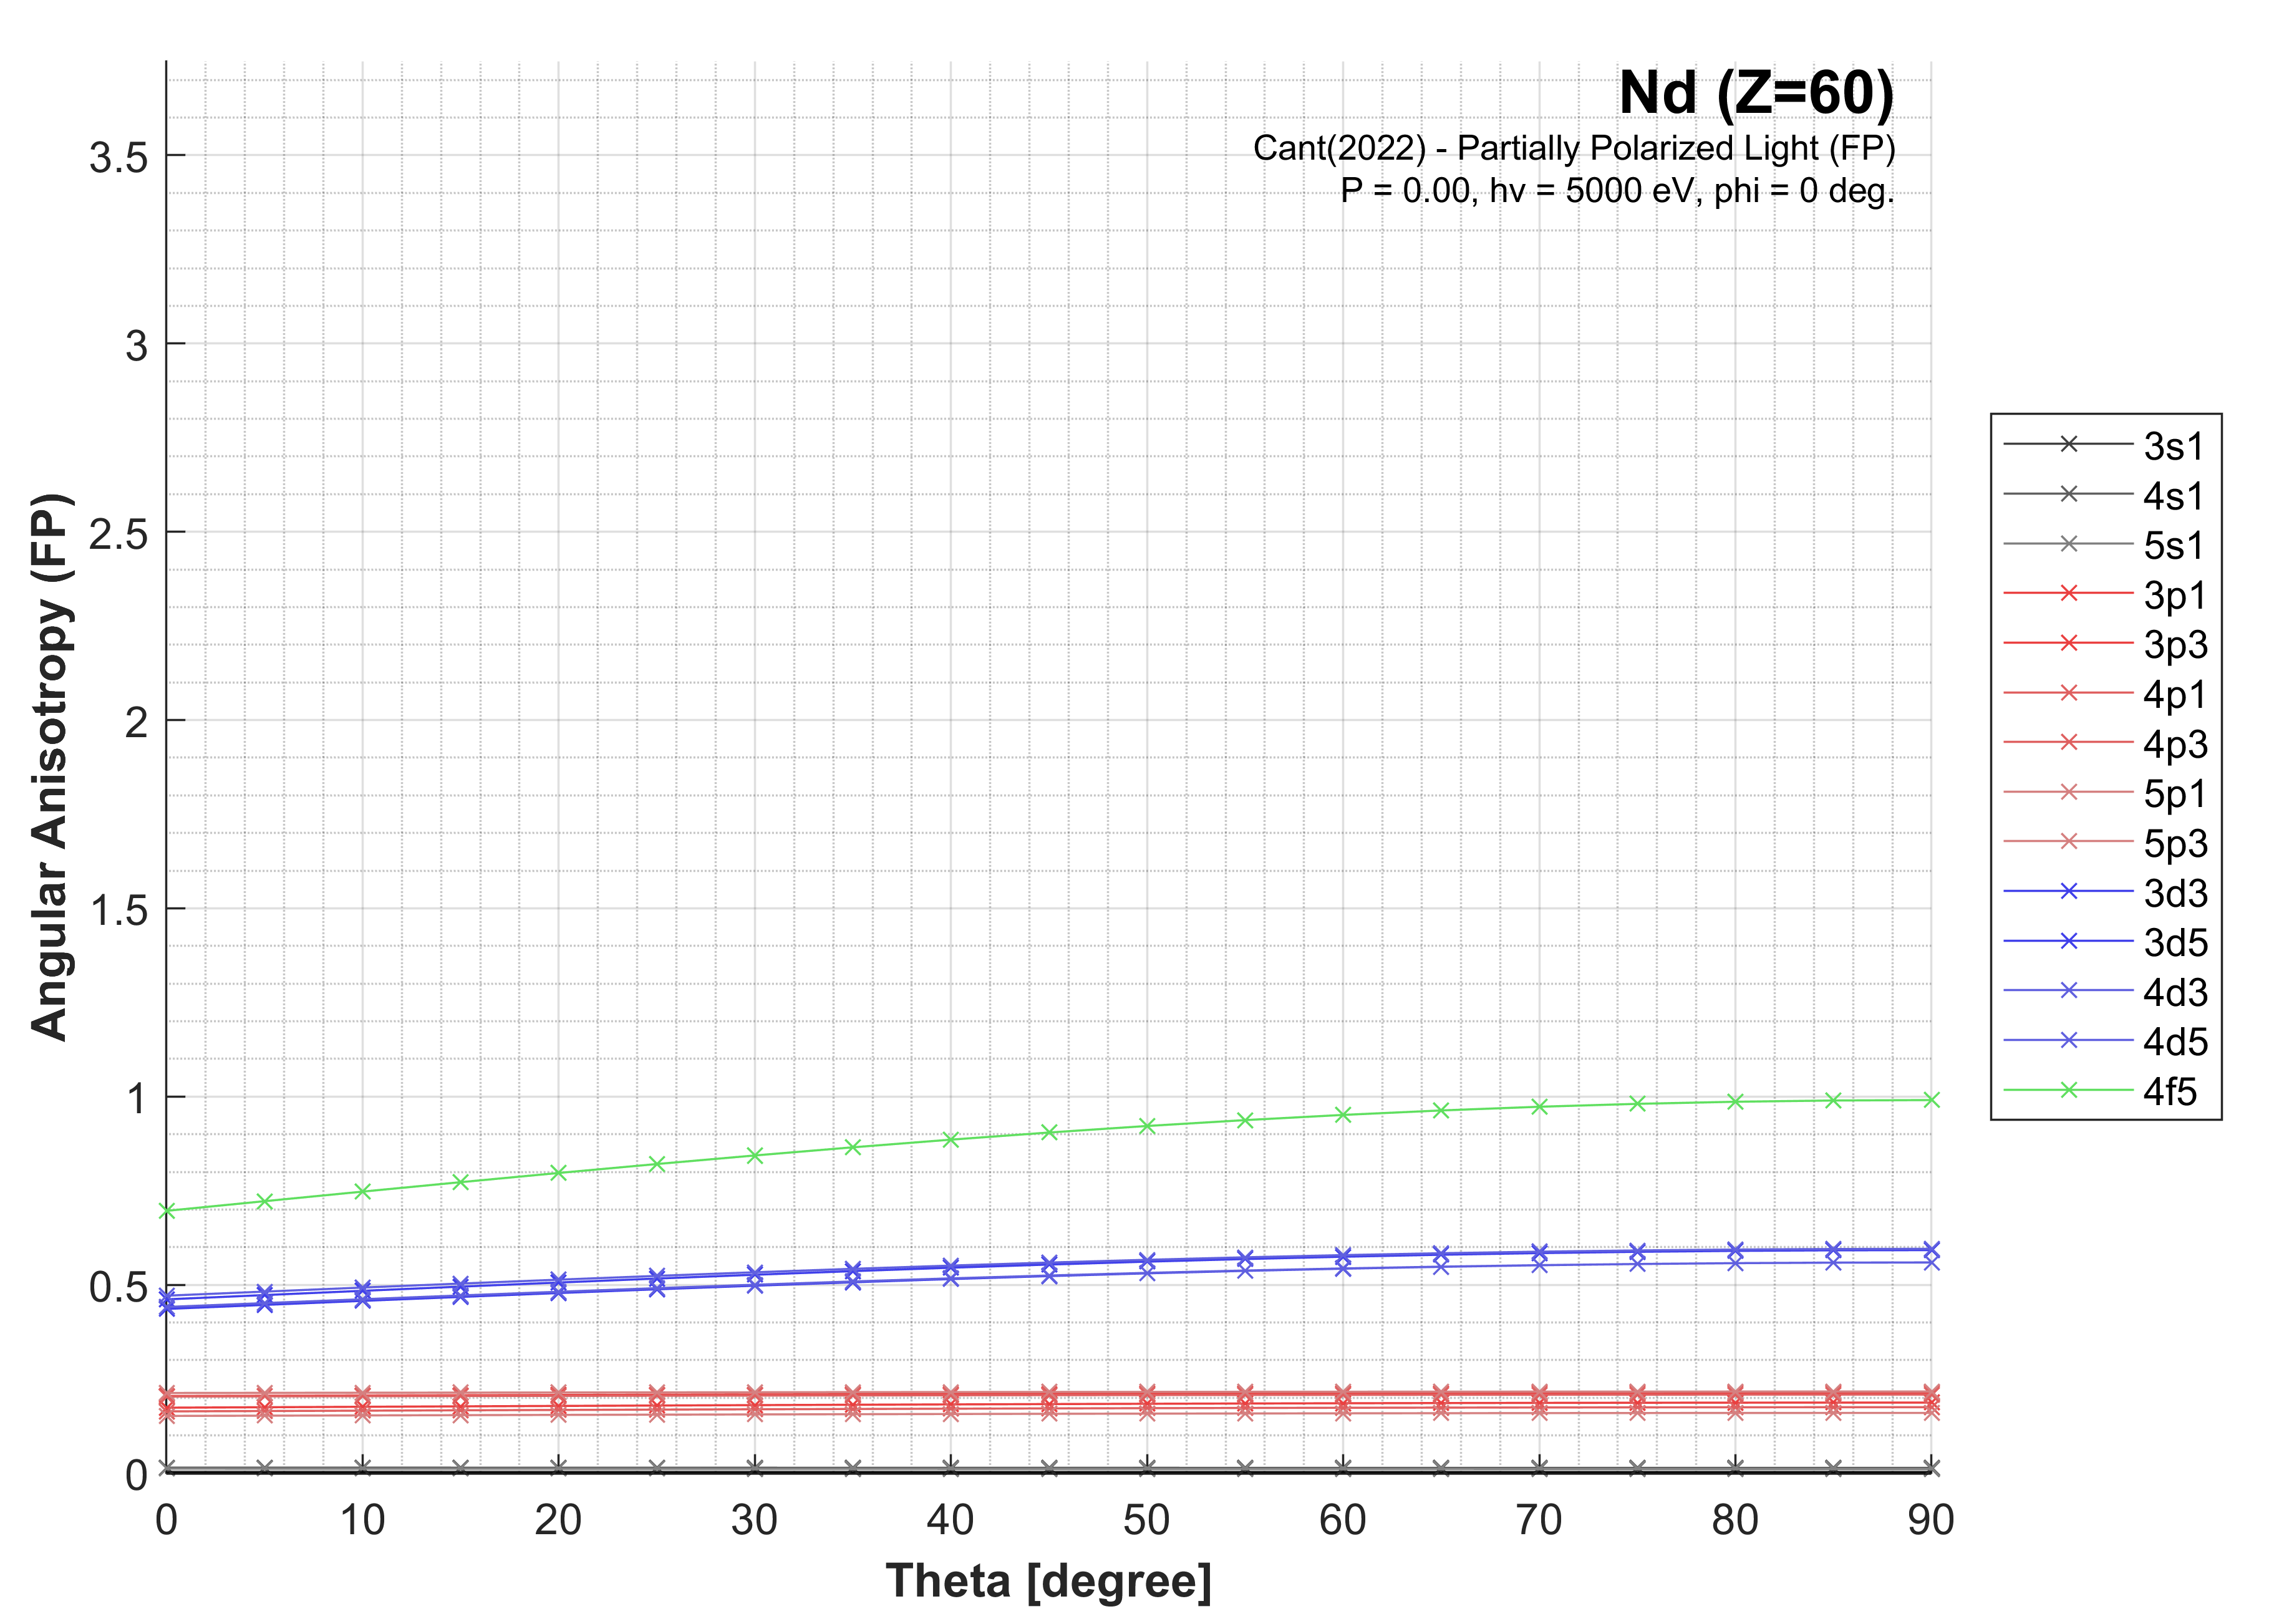 Nd (Z=60)
Cant(2022) - Partially Polarized Light (FP)
P = 0.00, hv = 5000 eV, phi = 0 deg.
Angular Anisotropy (FP)
3.5
3
2.5
2
1.5
1
0.5
0
0 10 20 30 40 50 60 70 80 90
Theta [degree]
3s1
4s1
5s1
3p1
3p3
4p1
4p3
5p1
5p3
3d3
3d5
4d3
4d5
4f5